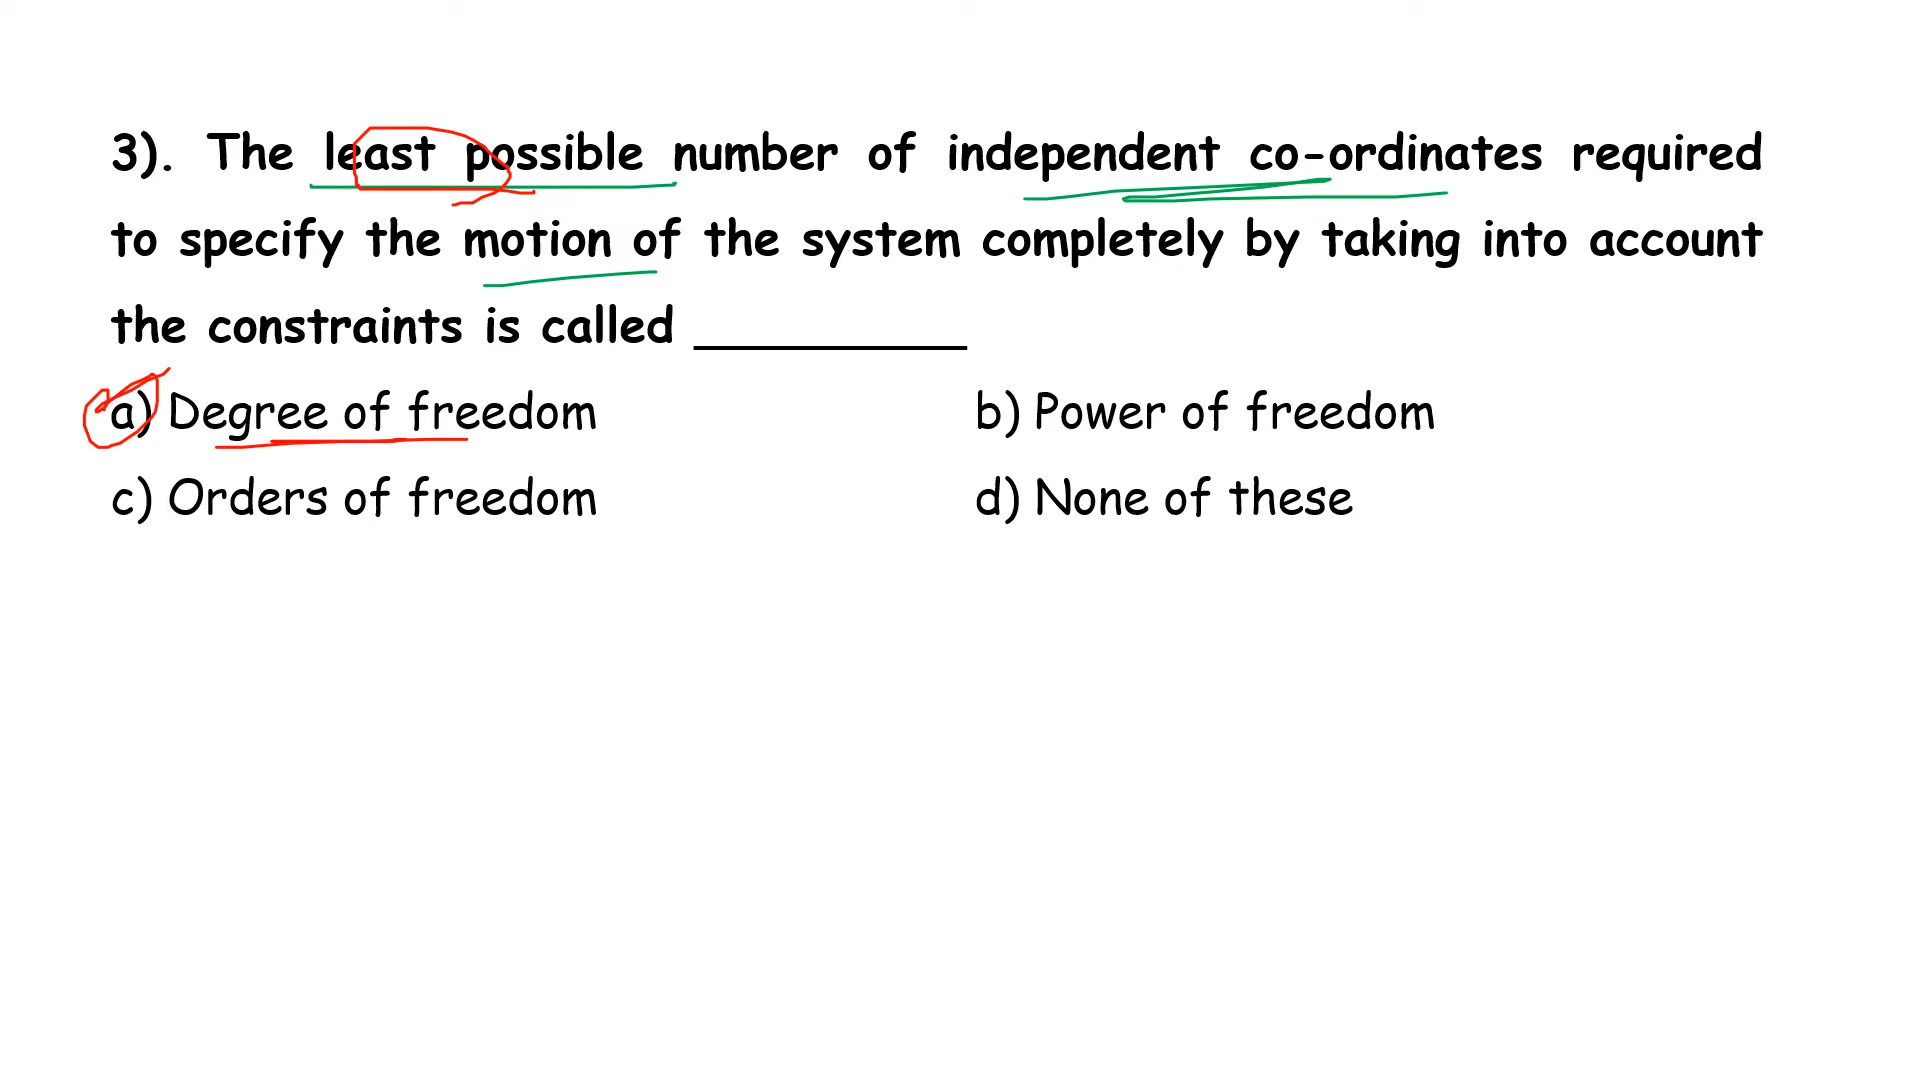 3). The least possible number of independent co-ordinates required
to specify the motion of the system completely by taking into account
the constraints is called __________
a) Degree of freedom b) Power of freedom
c) Orders of freedom d) None of these